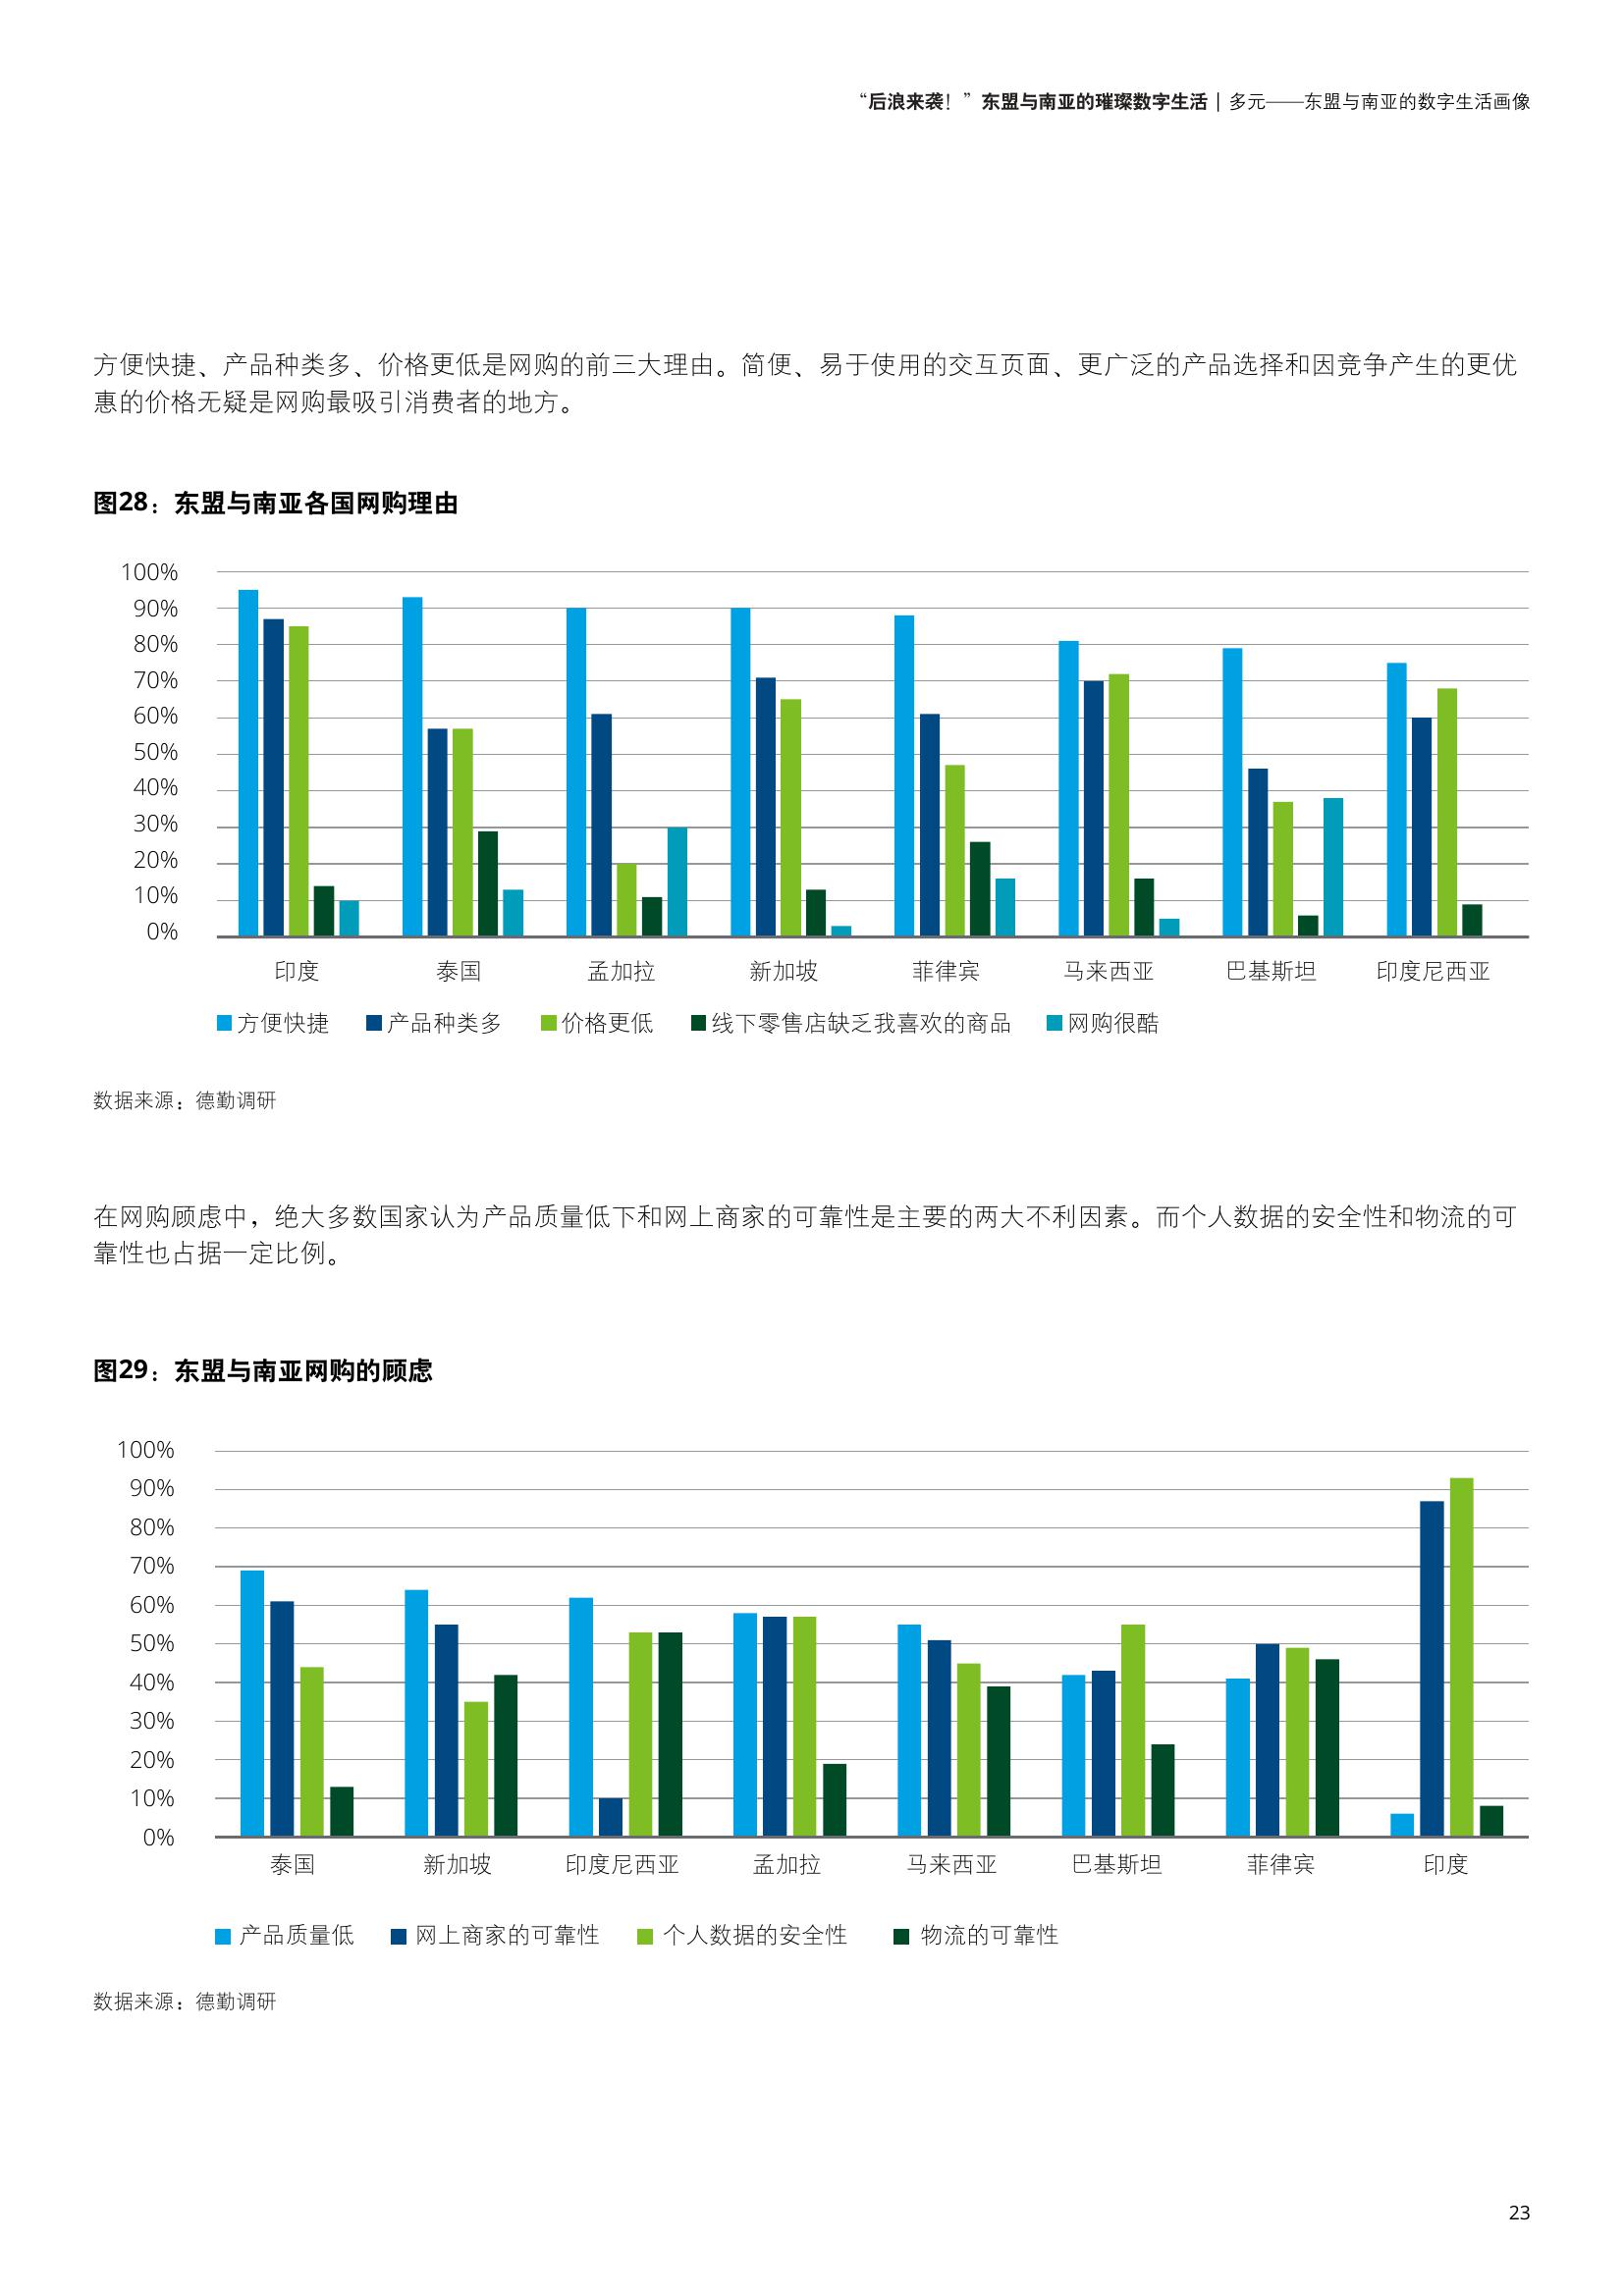 “后浪来袭！”东盟与南亚的璀璨数字生活 | 多元——东盟与南亚的数字生活画像
方便快捷、产品种类多、价格更低是网购的前三大理由。简便、易于使用的交互页面、更广泛的产品选择和因竞争产生的更优
惠的价格无疑是网购最吸引消费者的地方。
图28：东盟与南亚各国网购理由
100%
90%
80%
70%
60%
50%
40%
30%
20%
10%
0%
印度 泰国 孟加拉 新加坡 菲律宾 马来西亚 巴基斯坦 印度尼西亚
方便快捷 产品种类多 价格更低 线下零售店缺乏我喜欢的商品 网购很酷
数据来源：德勤调研
在网购顾虑中，绝大多数国家认为产品质量低下和网上商家的可靠性是主要的两大不利因素。而个人数据的安全性和物流的可
靠性也占据一定比例。
图29：东盟与南亚网购的顾虑
100%
90%
80%
70%
60%
50%
40%
30%
20%
10%
0%
泰国 新加坡 印度尼西亚 孟加拉 马来西亚 巴基斯坦 菲律宾 印度
产品质量低 网上商家的可靠性 个人数据的安全性 物流的可靠性
数据来源：德勤调研
23